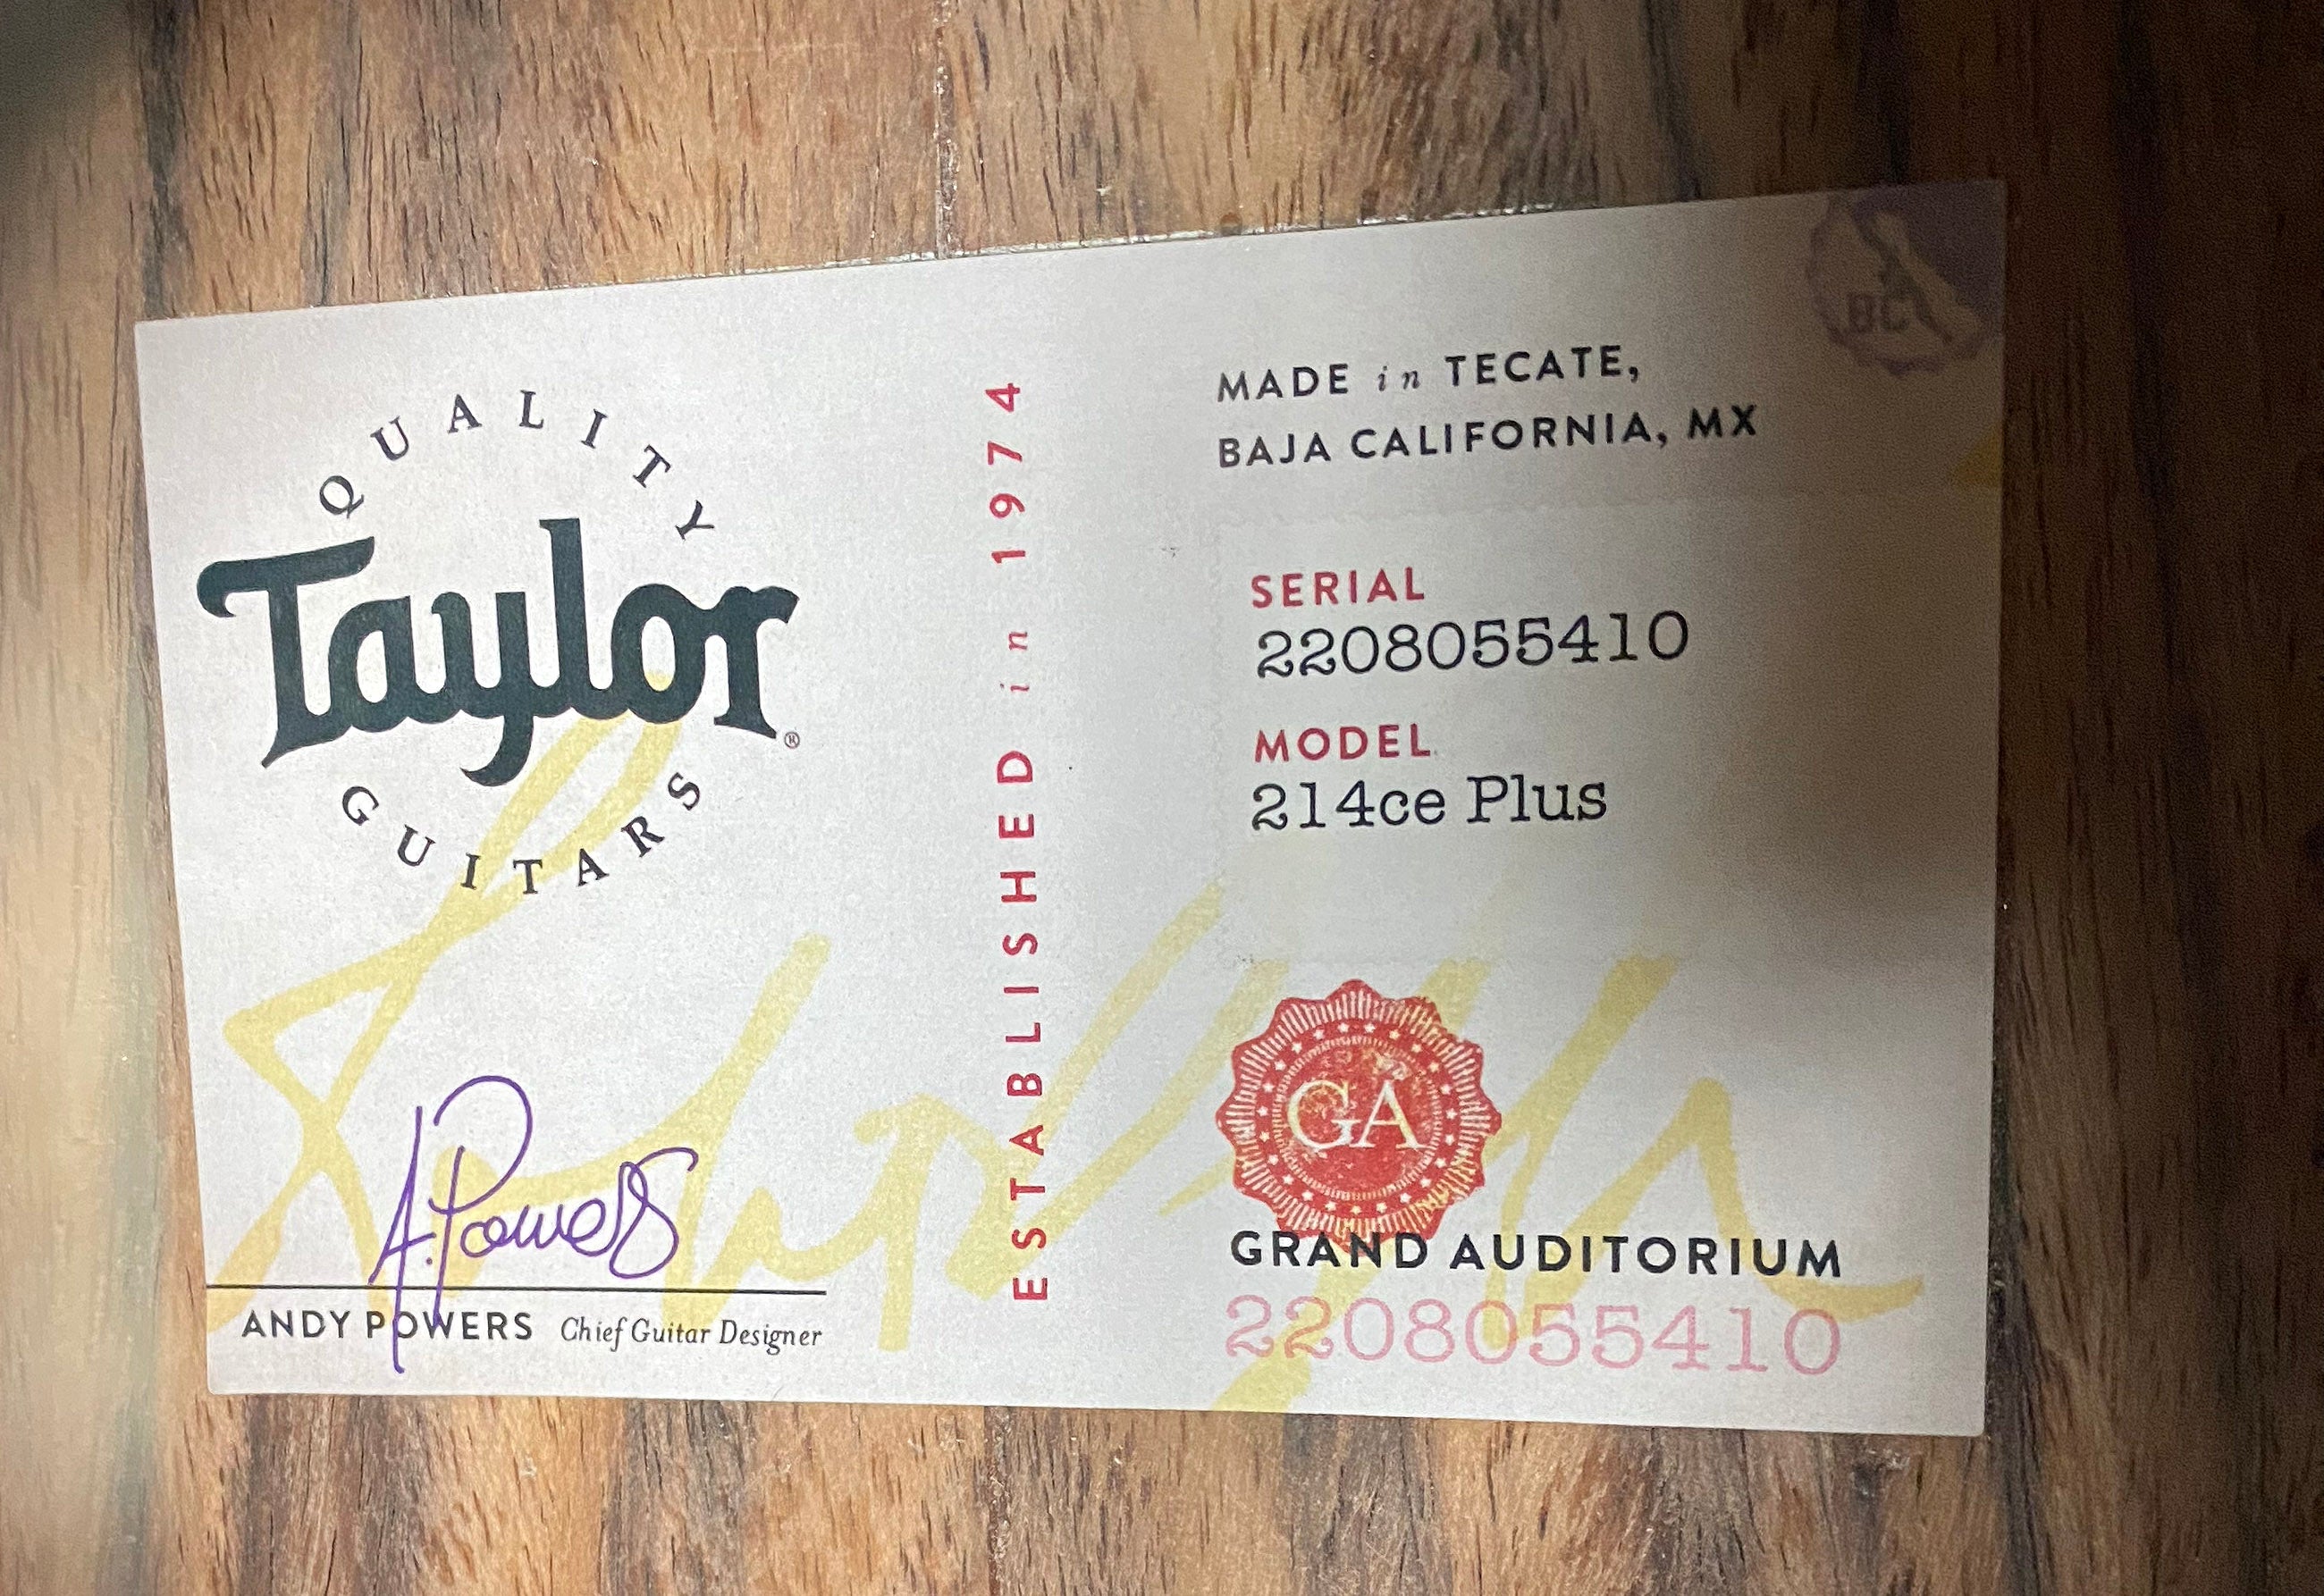 QUALITY
Taylor®
GUITARS
A. Powers
ANDY POWERS Chief Guitar Designer
ESTABLISHED in 1974
BC
MADE in TECATE,
BAJA CALIFORNIA, MX
SERIAL
2208055410
MODEL
214ce Plus
GA
GRAND AUDITORIUM
2208055410